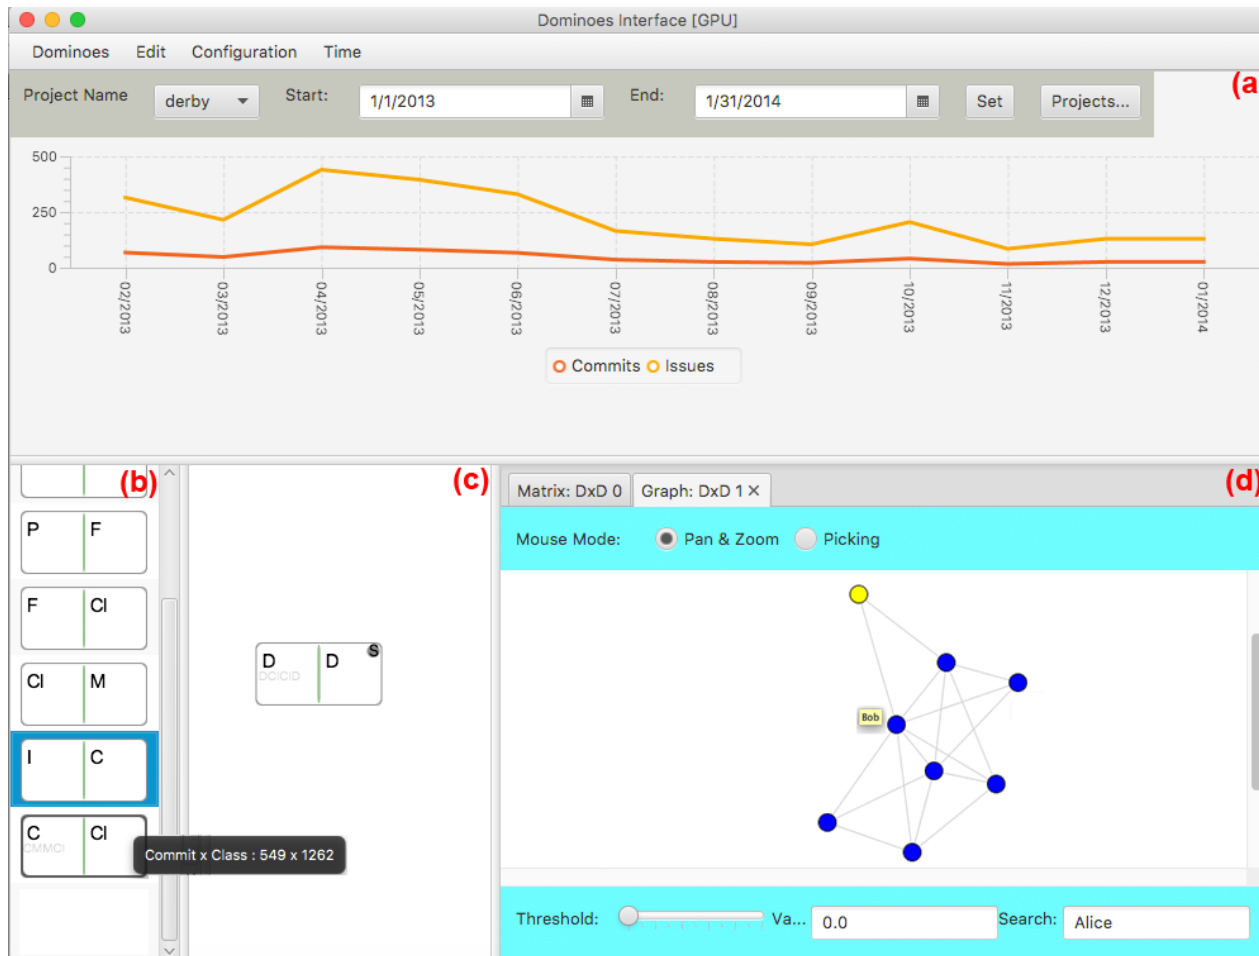 Dominoes Interface [GPU]
Dominoes Edit Configuration Time
Project Name derby Start: 1/1/2013 End: 1/31/2014 Set Projects... (a
500
250
0
02/2013 03/2013 04/2013 05/2013 06/2013 07/2013 08/2013 09/2013 10/2013 11/2013 12/2013 01/2014
Commits Issues
(b) (c) (d)
P F
F Cl
Cl M
I C
C Cl
CMMCl
Commit x Class : 549 x 1262
D D S
DCICID
Matrix: DxD 0 Graph: DxD 1
Mouse Mode: Pan & Zoom Picking
Bob
Threshold: Va... 0.0 Search: Alice